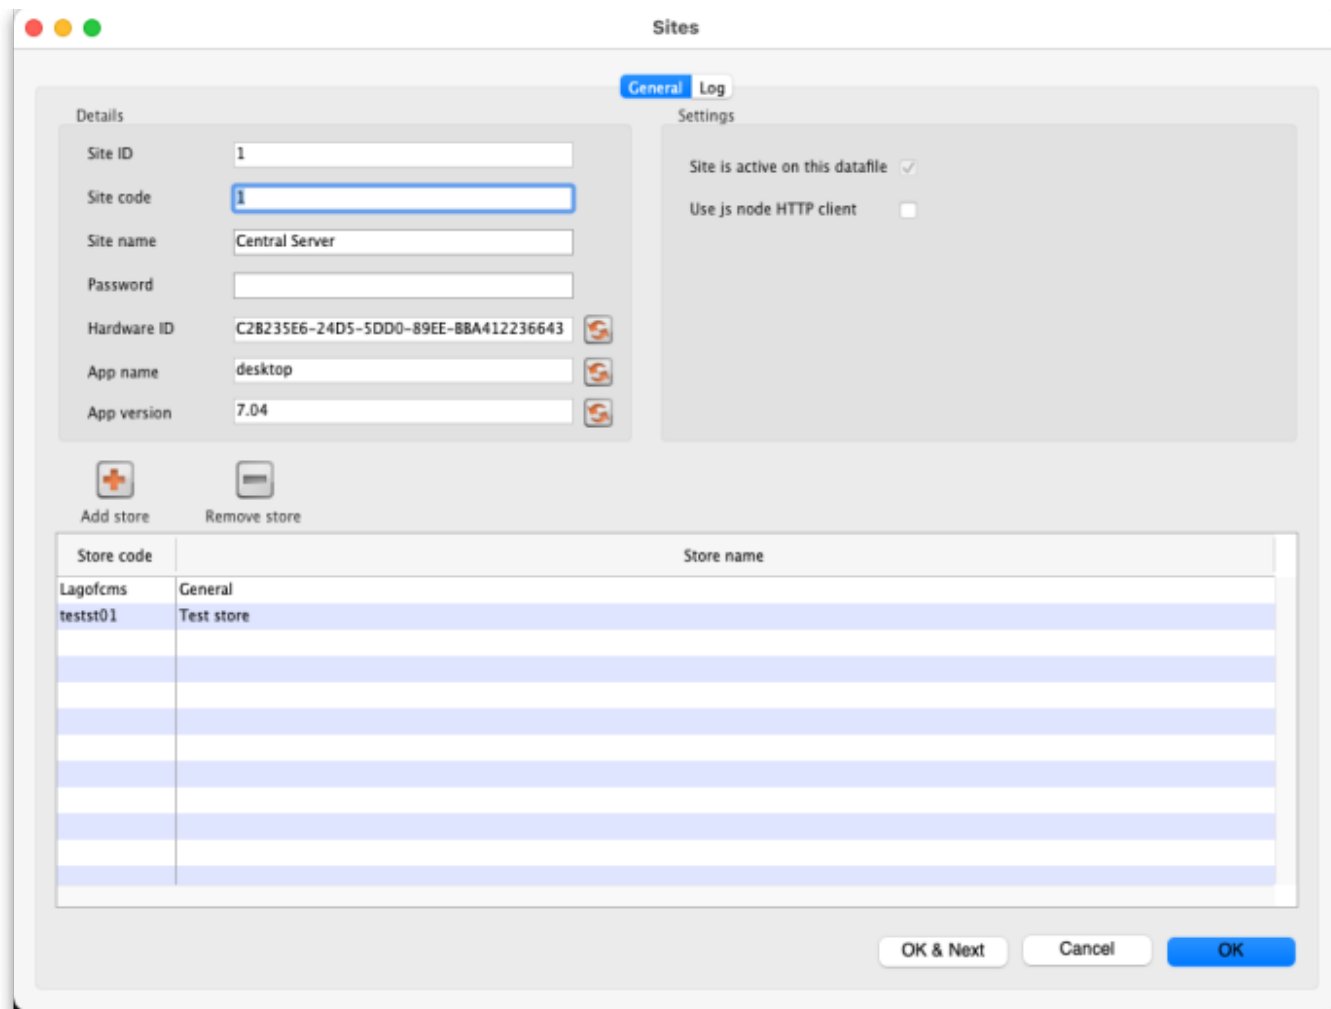 Sites
General Log
Details
Settings
Site ID 1
Site is active on this datafile
Site code 1
Use js node HTTP client
Site name Central Server
Password
Hardware ID C2B235E6-24D5-5DD0-89EE-BBA412236643
App name desktop
App version 7.04
Add store Remove store
Store code Store name
Lagofcms General
testst01 Test store
OK & Next Cancel OK